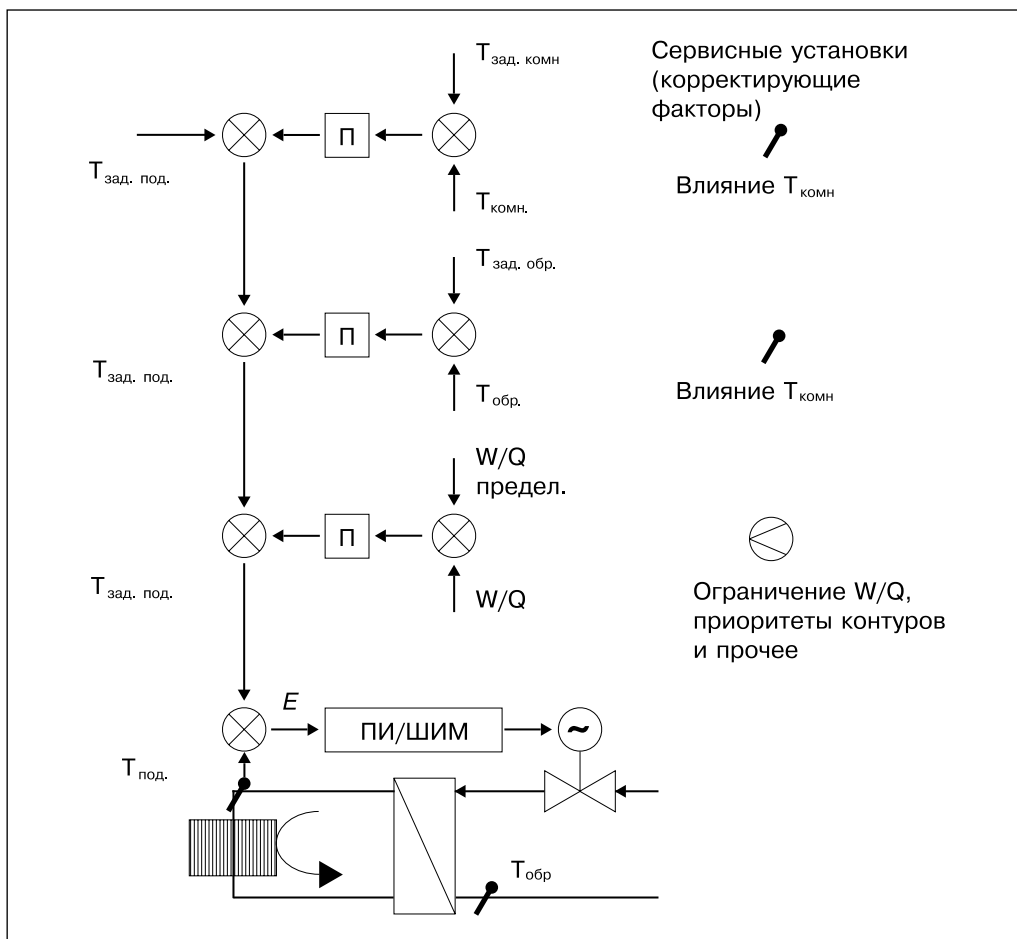 Т зад. комн
Сервисные установки
(корректирующие
факторы)
П
Т зад. под.
Влияние Т комн
Т комн.
Т зад. обр.
П
Т зад. под.
Влияние Т комн
Т обр.
W/Q
предел.
П
Т зад. под.
W/Q
Ограничение W/Q,
приоритеты контуров
и прочее
E
ПИ/ШИМ
~
Т под.
Т обр